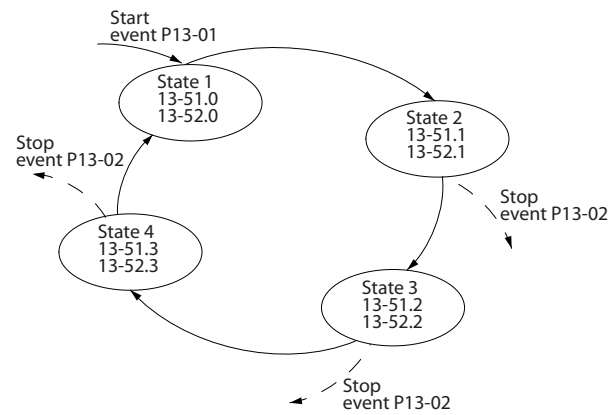 Start
event P13-01
State 1
13-51.0
13-52.0
State 2
13-51.1
13-52.1
Stop
event P13-02
Stop
event P13-02
State 4
13-51.3
13-52.3
State 3
13-51.2
13-52.2
Stop
event P13-02